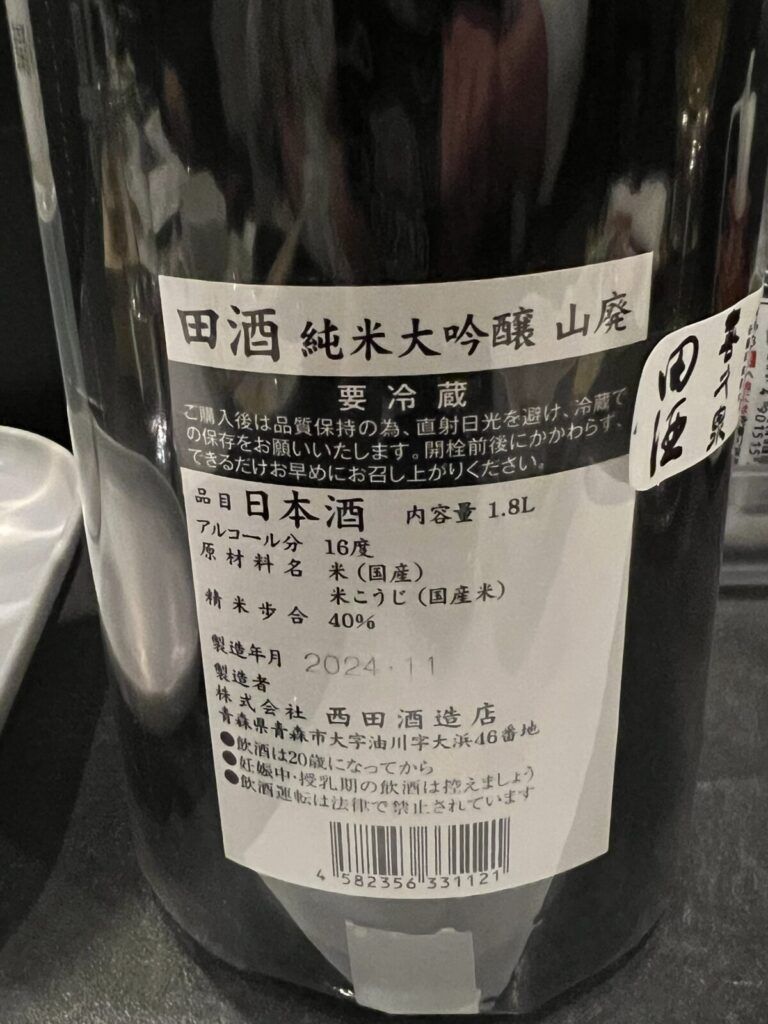 田酒 純米大吟醸 山廃
要冷蔵
ご購入後は品質保持の為、直射日光を避け、冷蔵で
の保存をお願いいたします。開栓前後にかかわらず、
できるだけお早めにお召し上がりください。
品目 日本酒 内容量 1.8L
アルコール分 16度
原材料名 米(国産)
米こうじ(国産米)
精米歩合 40%
製造年月 2024.11
製造者
株式会社 西田酒造店
青森県青森市大字油川字大浜46番地
●飲酒は20歳になってから
●妊娠中・授乳期の飲酒は控えましょう
●飲酒運転は法律で禁止されています
4 582356 331121
田酒